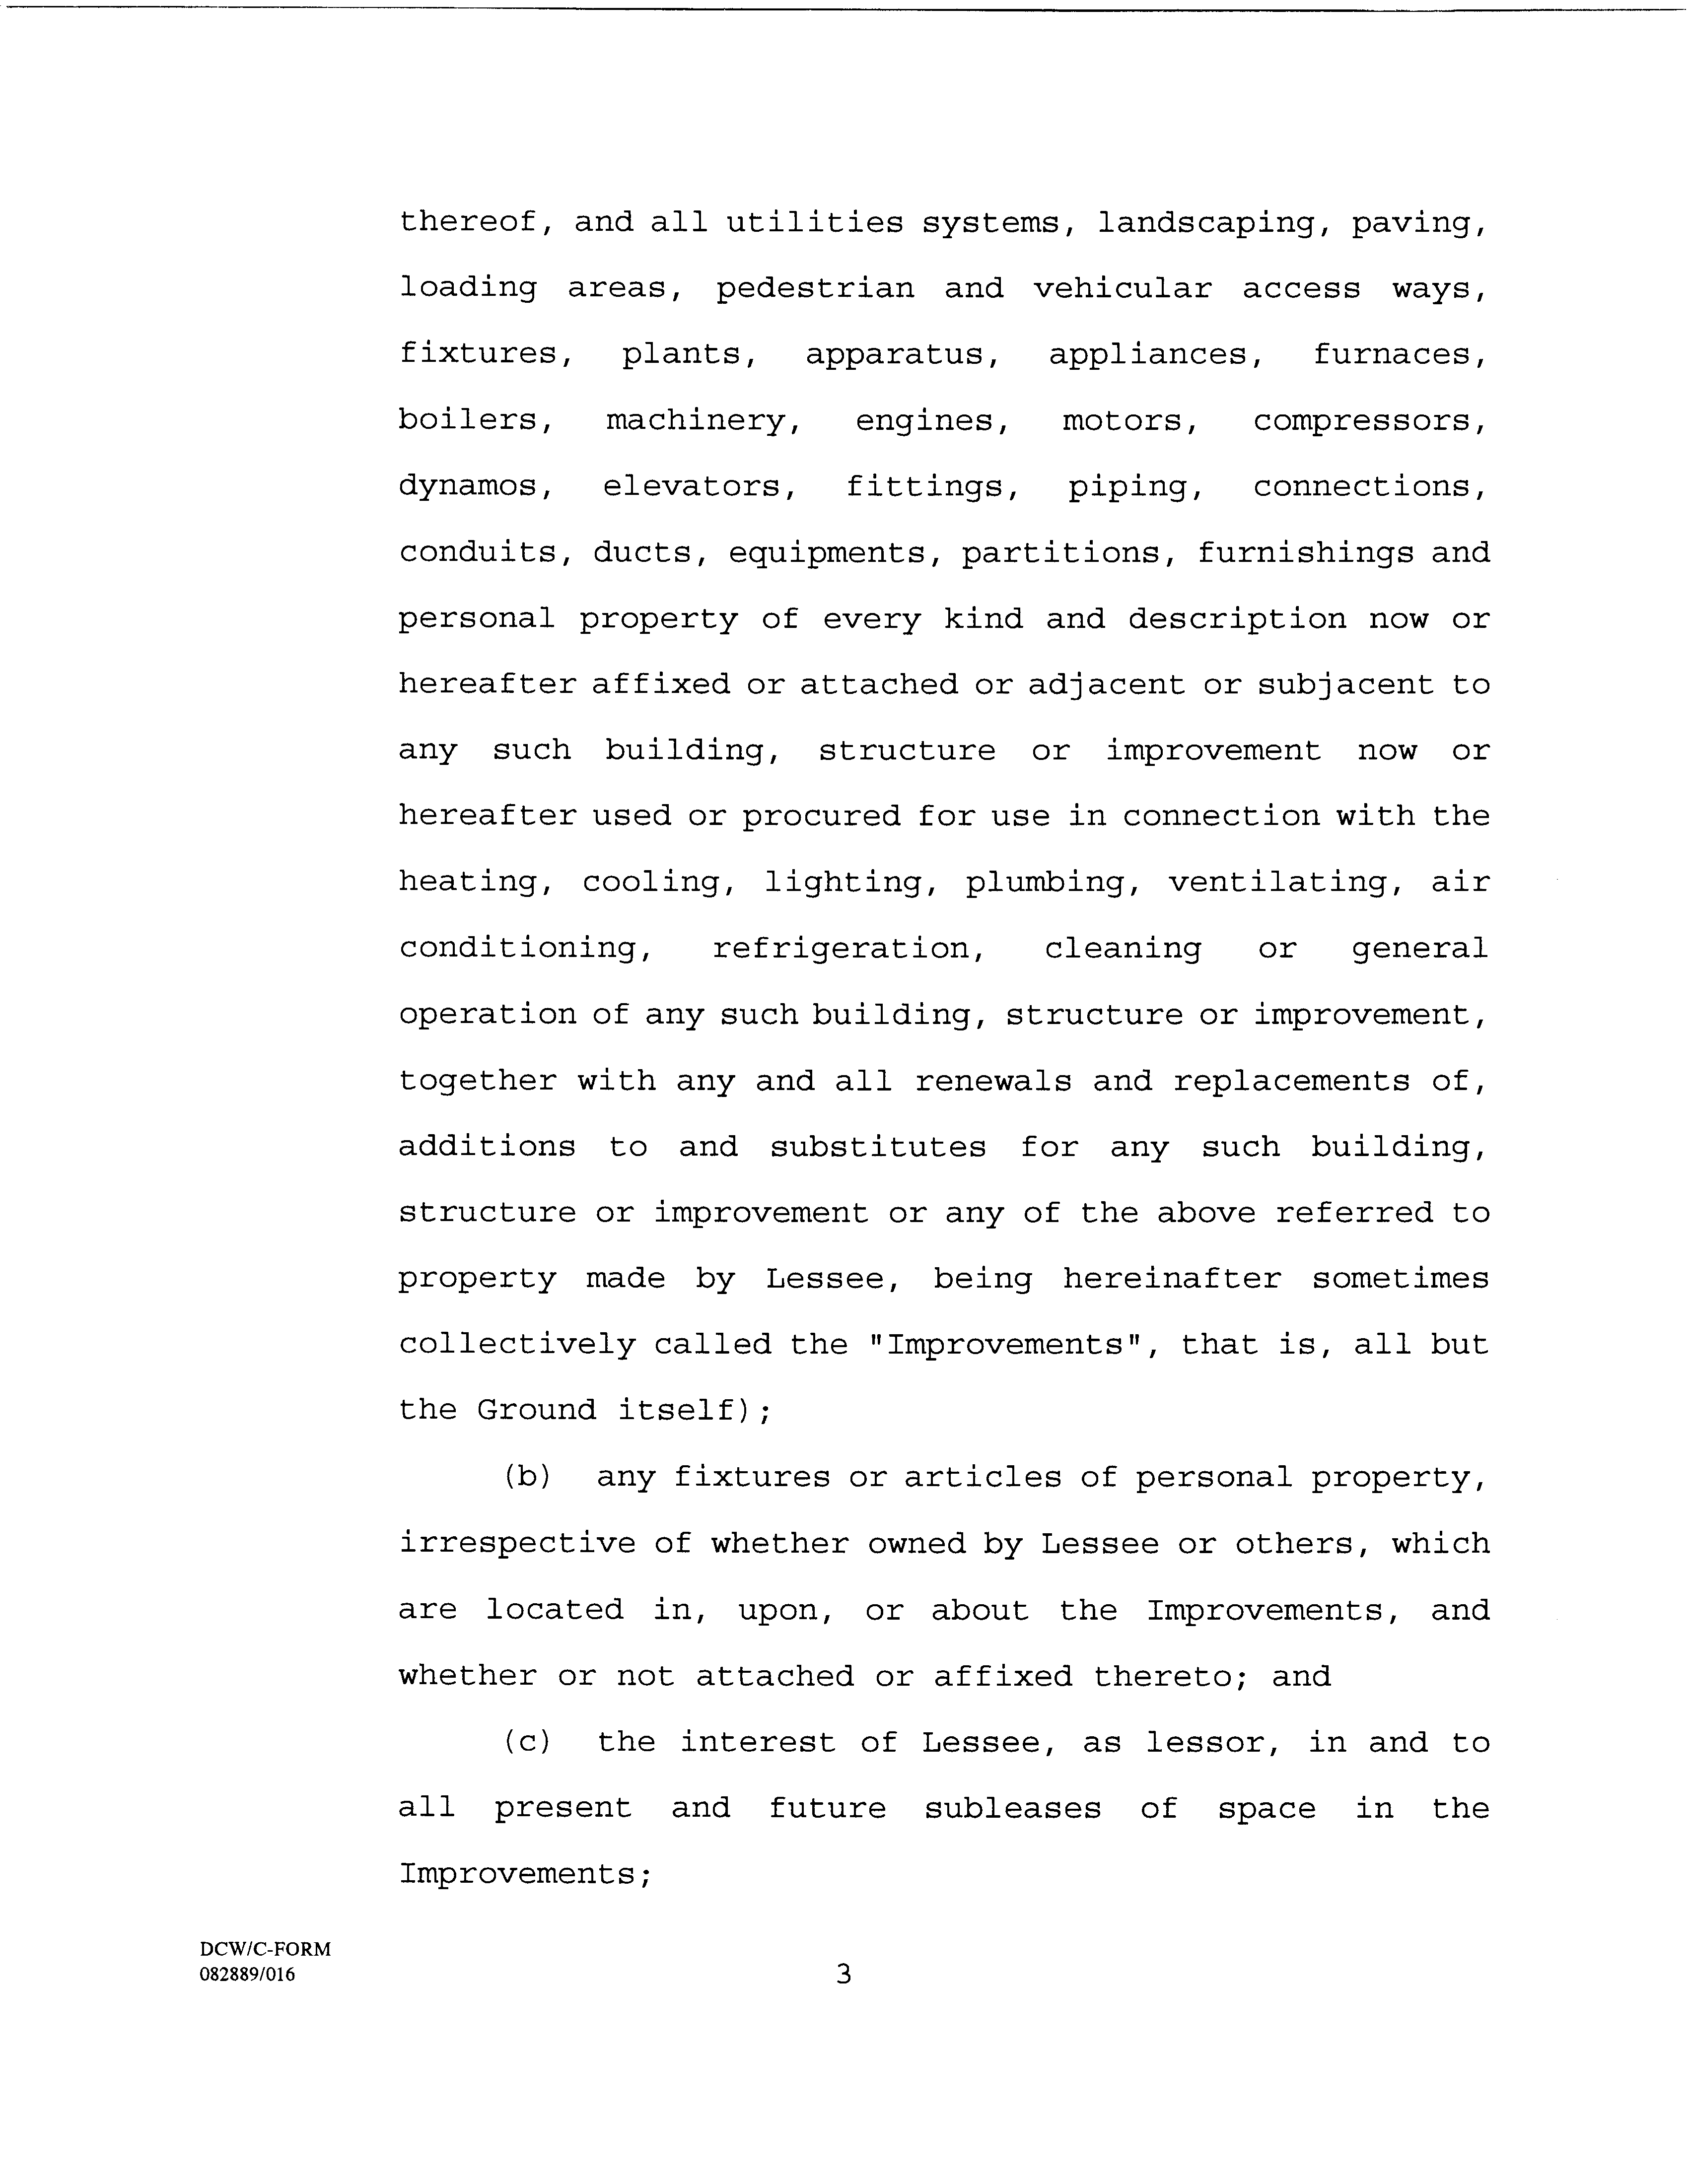 thereof, and all utilities systems, landscaping, paving,
loading areas, pedestrian and vehicular access ways,
fixtures, plants, apparatus, appliances, furnaces,
boilers, machinery, engines, motors, compressors,
dynamos, elevators, fittings, piping, connections,
conduits, ducts, equipments, partitions, furnishings and
personal property of every kind and description now or
hereafter affixed or attached or adjacent or subjacent to
any such building, structure or improvement now or
hereafter used or procured for use in connection with the
heating, cooling, lighting, plumbing, ventilating, air
conditioning, refrigeration, cleaning or general
operation of any such building, structure or improvement,
together with any and all renewals and replacements of,
additions to and substitutes for any such building,
structure or improvement or any of the above referred to
property made by Lessee, being hereinafter sometimes
collectively called the "Improvements", that is, all but
the Ground itself);
(b) any fixtures or articles of personal property,
irrespective of whether owned by Lessee or others, which
are located in, upon, or about the Improvements, and
whether or not attached or affixed thereto; and
(c) the interest of Lessee, as lessor, in and to
all present and future subleases of space in the
Improvements;
DCW/C-FORM
082889/016
3